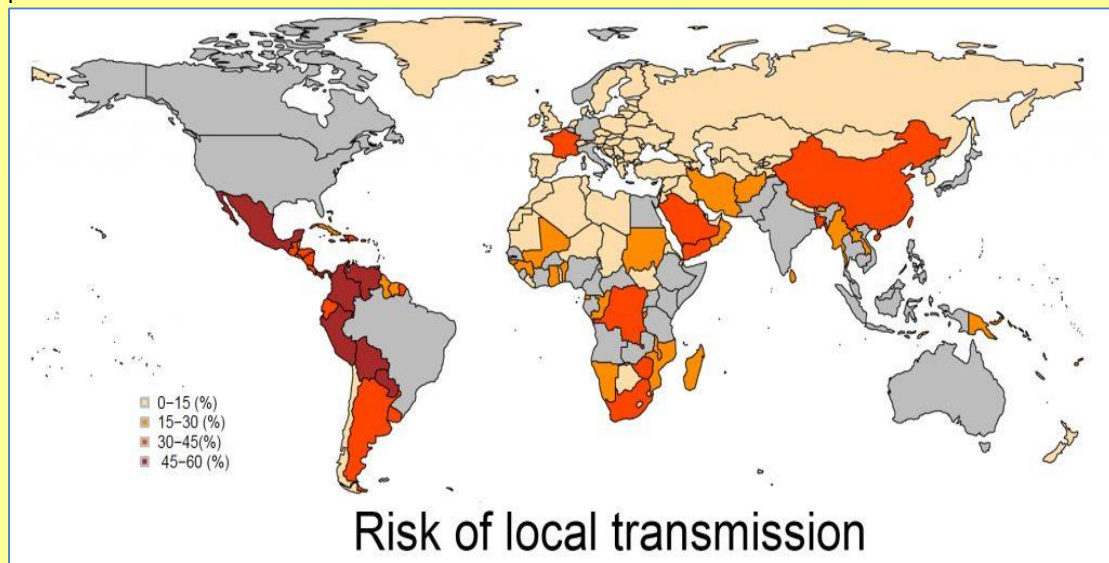 0–15 (%)
15–30 (%)
30–45(%)
45–60 (%)
Risk of local transmission